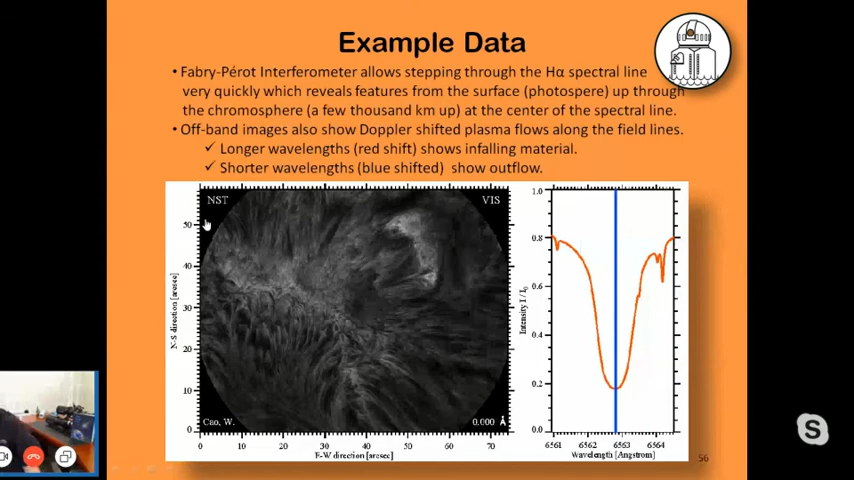 Example Data
• Fabry-Pérot Interferometer allows stepping through the Hα spectral line
very quickly which reveals features from the surface (photospere) up through
the chromosphere (a few thousand km up) at the center of the spectral line.
• Off-band images also show Doppler shifted plasma flows along the field lines.
✓ Longer wavelengths (red shift) shows infalling material.
✓ Shorter wavelengths (blue shifted) show outflow.
NST
VIS
50
40
30
20
10
0
N-S direction [arcsec]
Cao, W.
0.000 Å
0 10 20 30 40 50 60 70
E-W direction [arcsec]
1.0
0.8
0.6
0.4
0.2
0.0
Intensity I / I₀
6561 6562 6563 6564
Wavelength [Angstrom]
56
S